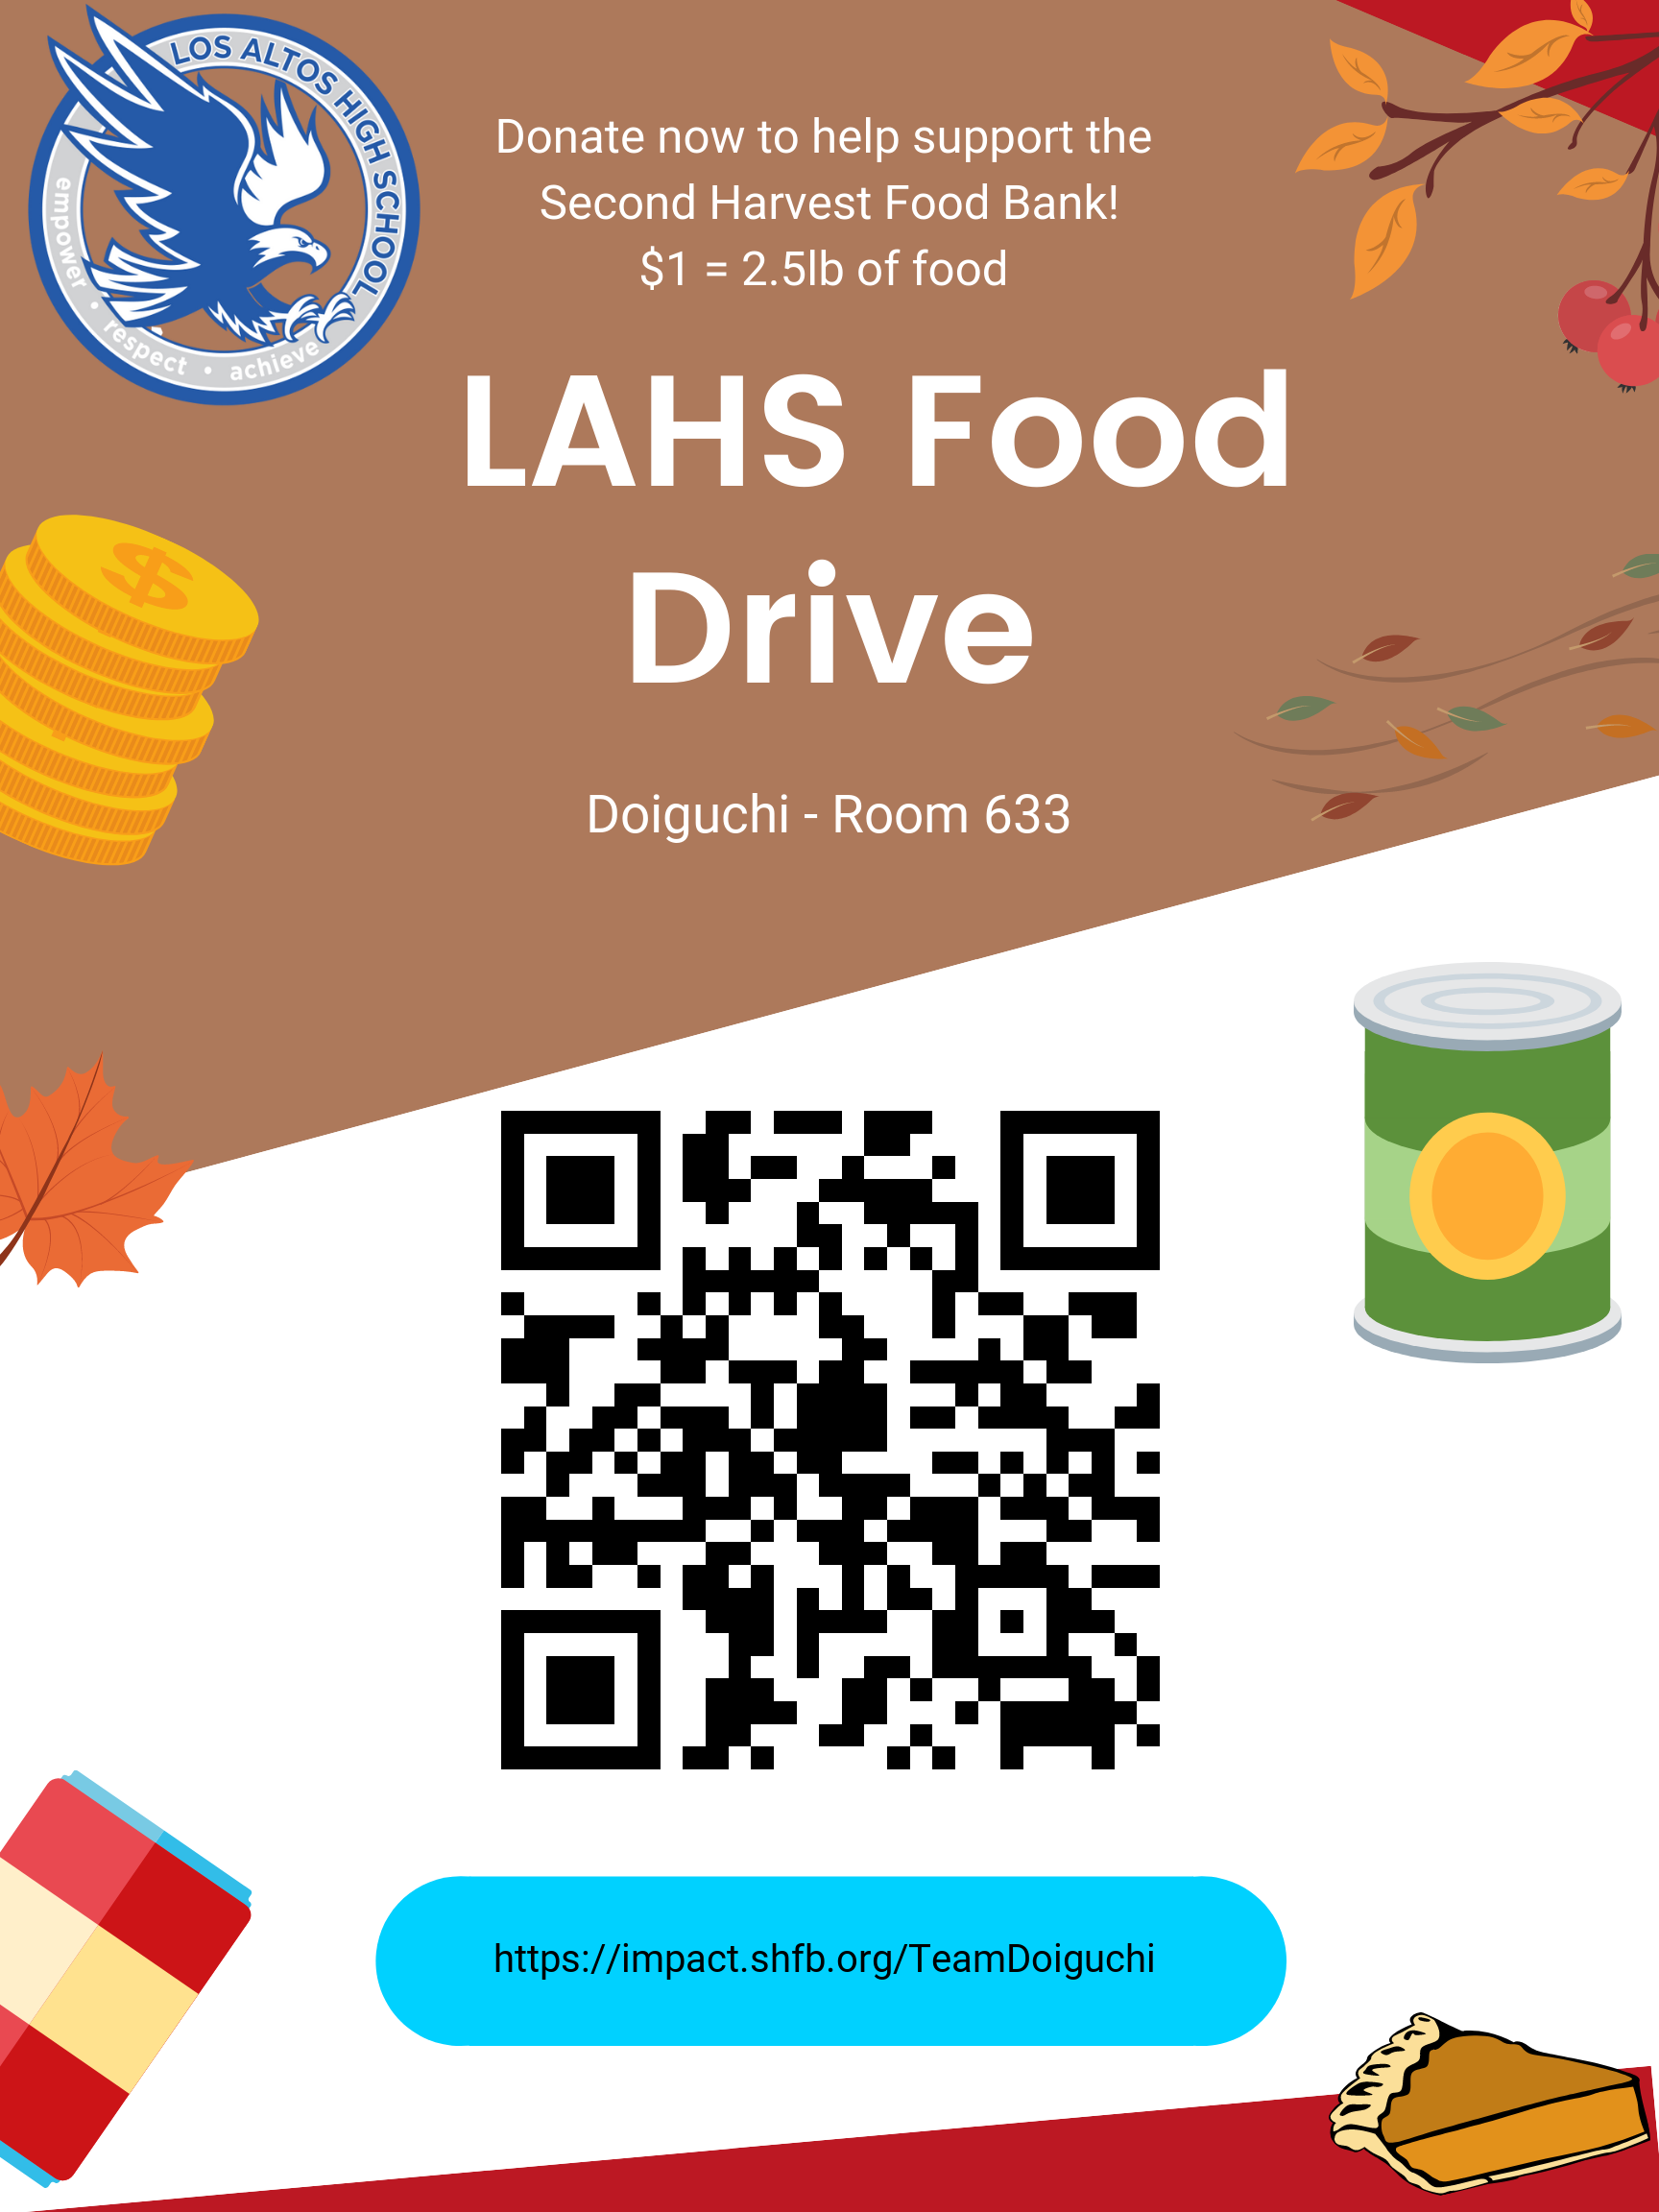 LOS ALTOS HIGH SCHOOL
empower • respect • achieve
Donate now to help support the
Second Harvest Food Bank!
$1 = 2.5lb of food
LAHS Food
Drive
Doiguchi - Room 633
$
https://impact.shfb.org/TeamDoiguchi